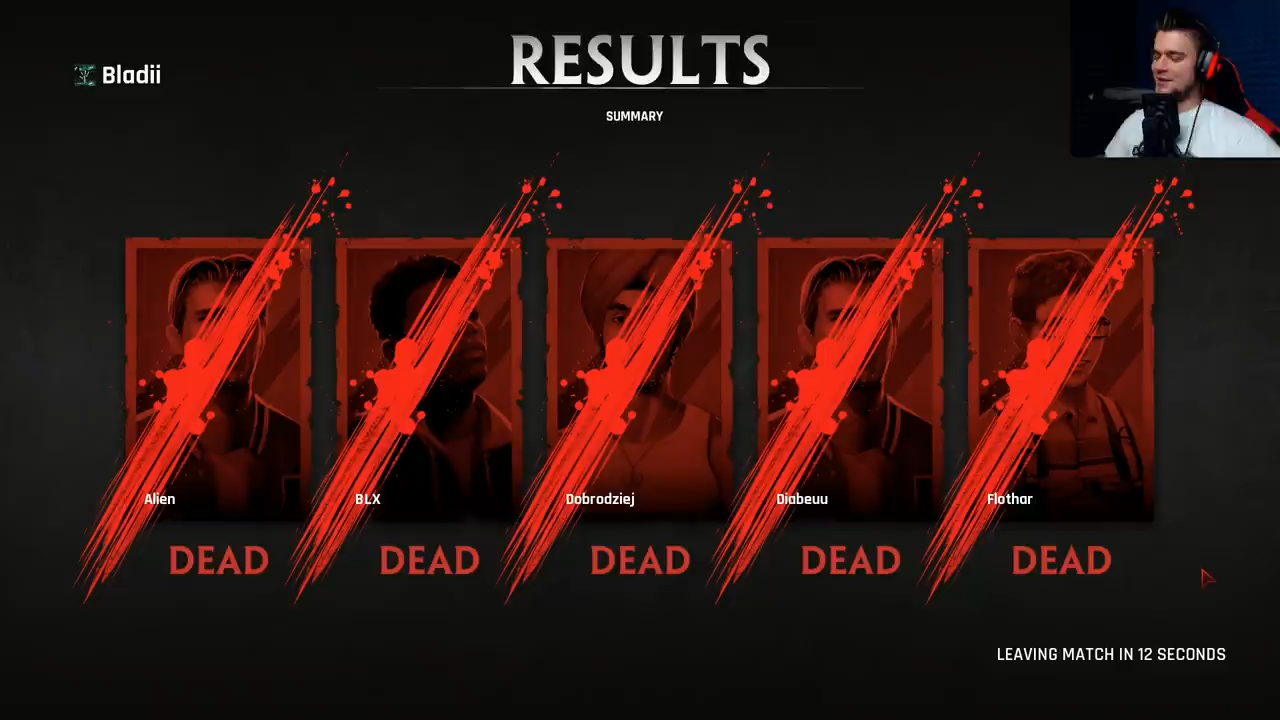 RESULTS
Bladii
SUMMARY
Alien
BLX
Dobrodziej
Diabeuu
Flothar
DEAD
DEAD
DEAD
DEAD
DEAD
LEAVING MATCH IN 12 SECONDS